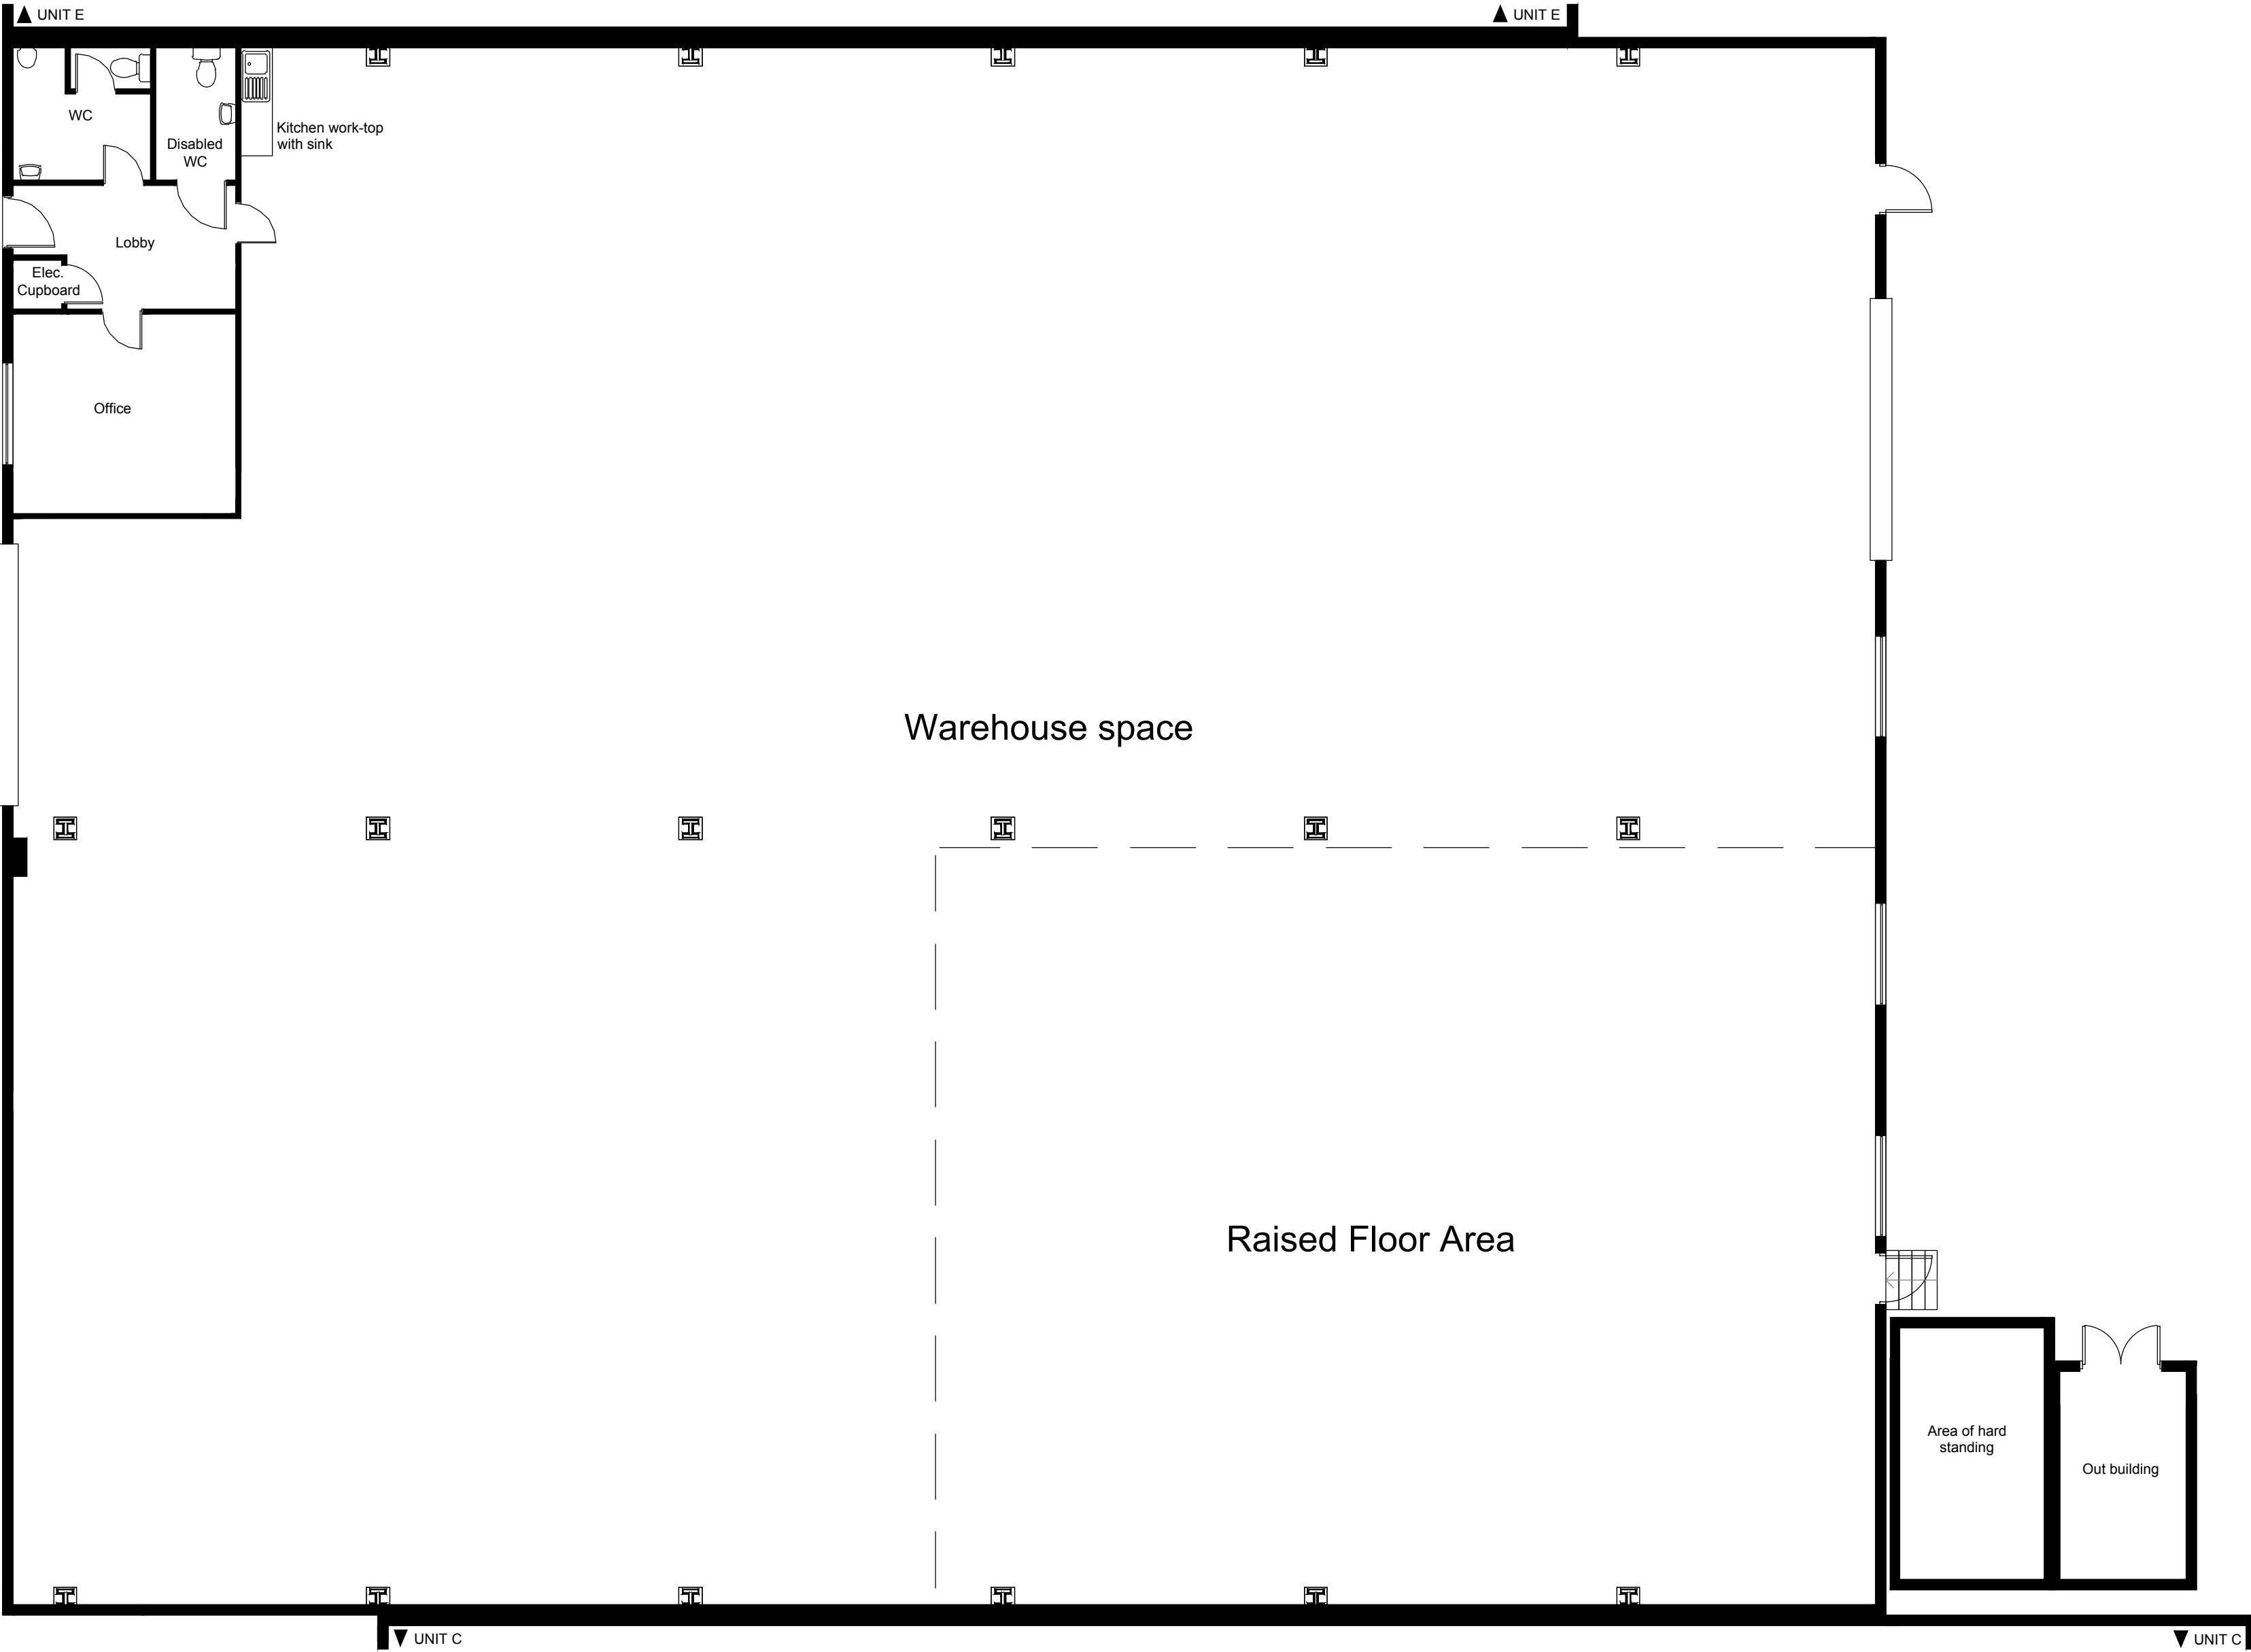 UNIT E
UNIT E
WC
Disabled
WC
Kitchen work-top
with sink
Lobby
Elec.
Cupboard
Office
Warehouse space
Raised Floor Area
Area of hard
standing
Out building
UNIT C
UNIT C